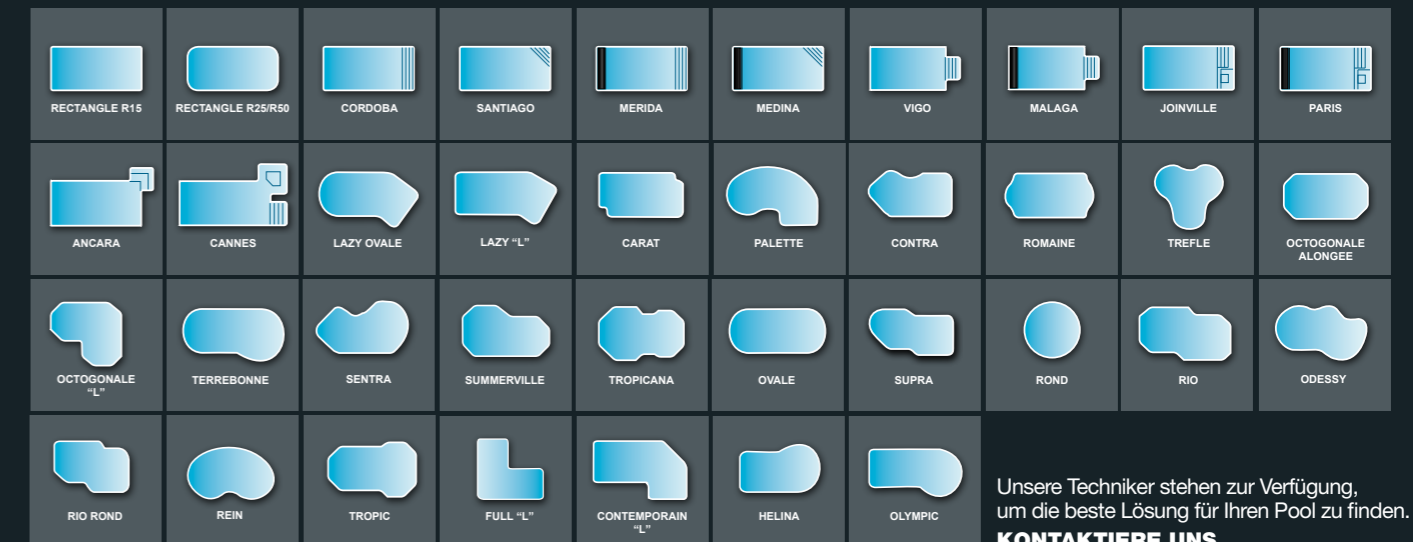 RECTANGLE R15
RECTANGLE R25/R50
CORDOBA
SANTIAGO
MERIDA
MEDINA
VIGO
MALAGA
JOINVILLE
PARIS
ANCARA
CANNES
LAZY OVALE
LAZY “L”
CARAT
PALETTE
CONTRA
ROMAINE
TREFLE
OCTOGONALE
ALONGEE
OCTOGONALE
“L”
TERREBONNE
SENTRA
SUMMERVILLE
TROPICANA
OVALE
SUPRA
ROND
RIO
ODESSY
RIO ROND
REIN
TROPIC
FULL “L”
CONTEMPORAIN
“L”
HELINA
OLYMPIC
Unsere Techniker stehen zur Verfügung,
um die beste Lösung für Ihren Pool zu finden.
KONTAKTIERE UNS